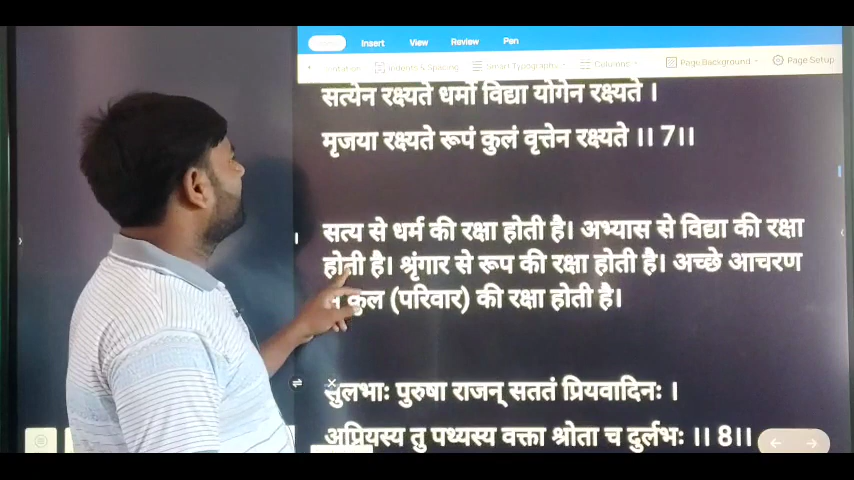 Insert View Review Pen
Indents & Spacing Smart Typography Columns Page Background Page Setup
सत्येन रक्ष्यते धर्मो विद्या योगेन रक्ष्यते ।
मृजया रक्ष्यते रूपं कुलं वृत्तेन रक्ष्यते ।। 7।।
सत्य से धर्म की रक्षा होती है। अभ्यास से विद्या की रक्षा
होती है। श्रृंगार से रूप की रक्षा होती है। अच्छे आचरण
कुल (परिवार) की रक्षा होती है।
सुलभाः पुरुषा राजन् सततं प्रियवादिनः ।
अप्रियस्य तु पथ्यस्य वक्ता श्रोता च दुर्लभः ।। 8।।